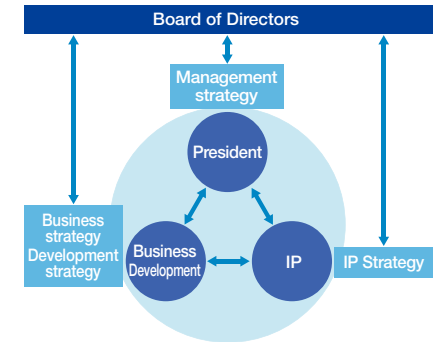 Board of Directors
Management
strategy
President
Business
strategy
Development
strategy
Business
Development
IP
IP Strategy